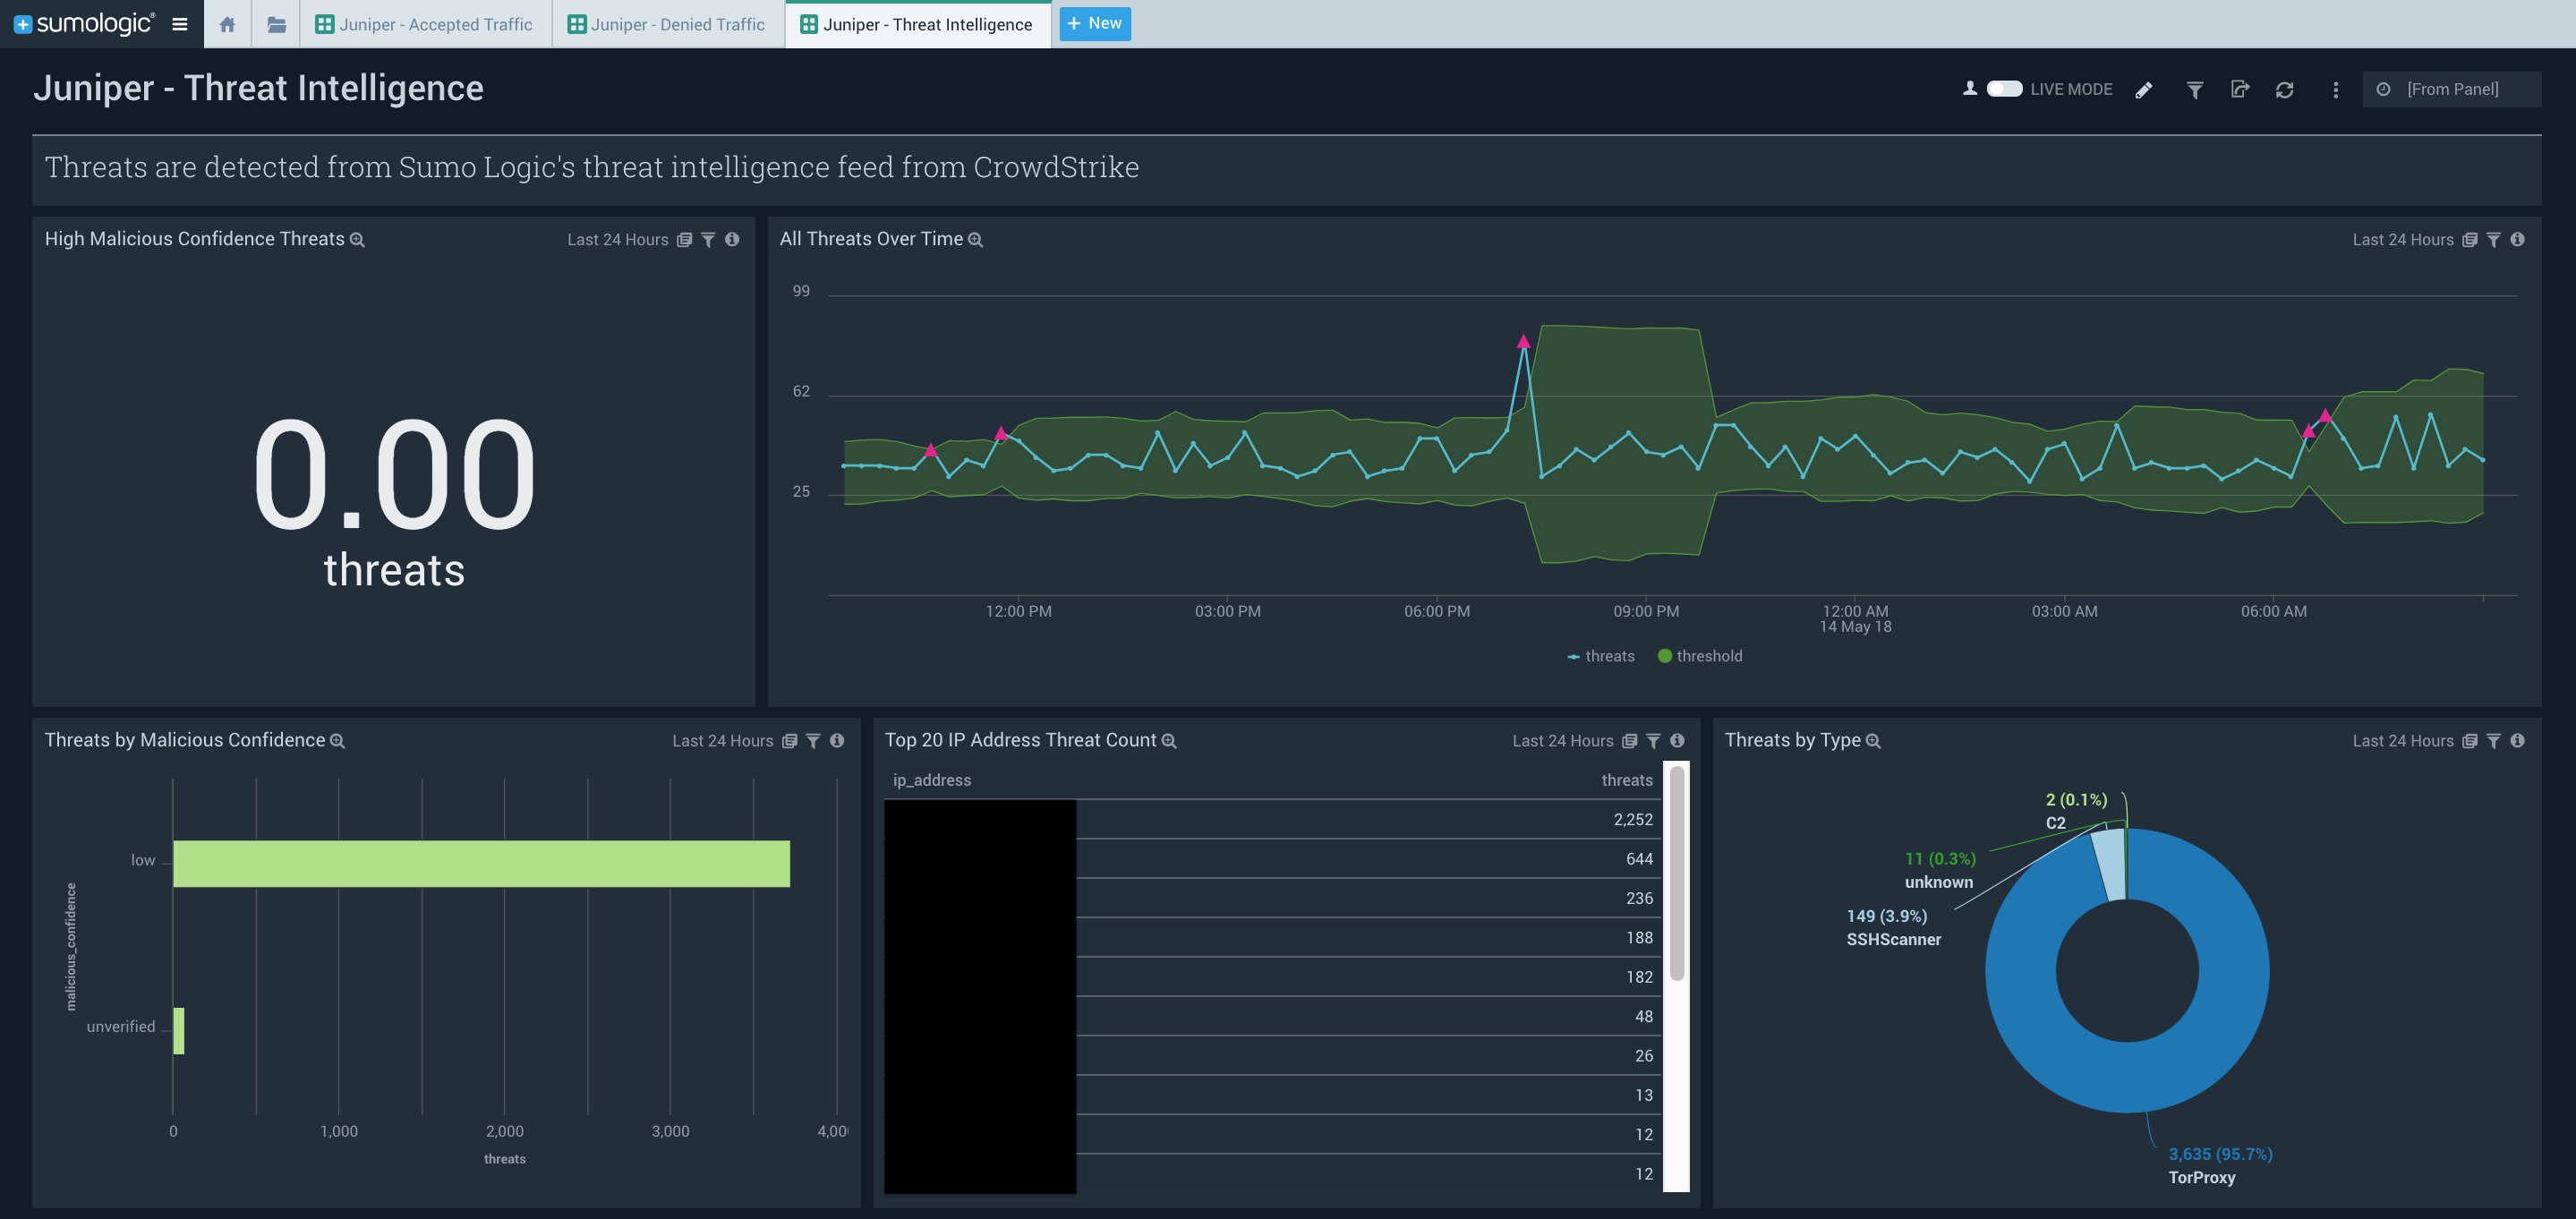 sumologic
Juniper - Accepted Traffic
Juniper - Denied Traffic
Juniper - Threat Intelligence
+ New
Juniper - Threat Intelligence
LIVE MODE
[From Panel]
Threats are detected from Sumo Logic's threat intelligence feed from CrowdStrike
High Malicious Confidence Threats
Last 24 Hours
0.00
threats
All Threats Over Time
Last 24 Hours
99
62
25
12:00 PM
03:00 PM
06:00 PM
09:00 PM
12:00 AM
14 May 18
03:00 AM
06:00 AM
threats
threshold
Threats by Malicious Confidence
Last 24 Hours
malicious_confidence
low
unverified
0
1,000
2,000
3,000
4,00
threats
Top 20 IP Address Threat Count
Last 24 Hours
ip_address threats
2,252
644
236
188
182
48
26
13
12
12
Threats by Type
Last 24 Hours
2 (0.1%)
C2
11 (0.3%)
unknown
149 (3.9%)
SSHScanner
3,635 (95.7%)
TorProxy